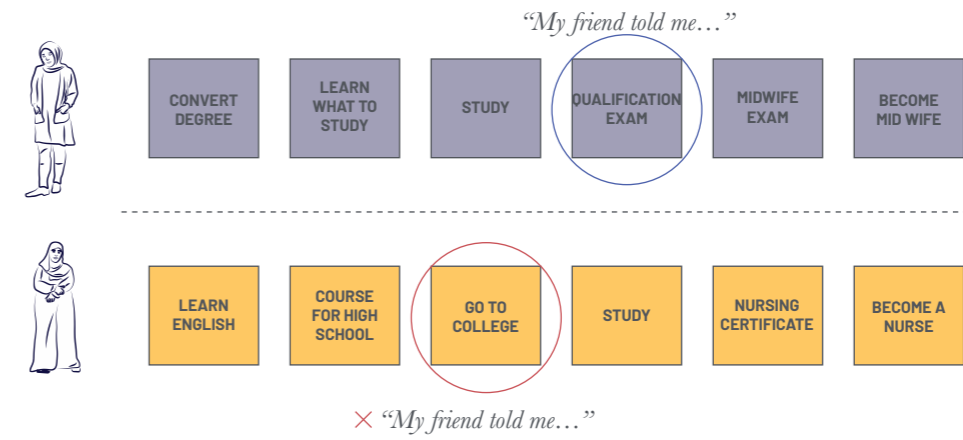 “My friend told me…”
CONVERT
DEGREE
LEARN
WHAT TO
STUDY
STUDY
QUALIFICATION
EXAM
MIDWIFE
EXAM
BECOME
MID WIFE
LEARN
ENGLISH
COURSE
FOR HIGH
SCHOOL
GO TO
COLLEGE
STUDY
NURSING
CERTIFICATE
BECOME A
NURSE
× “My friend told me…”